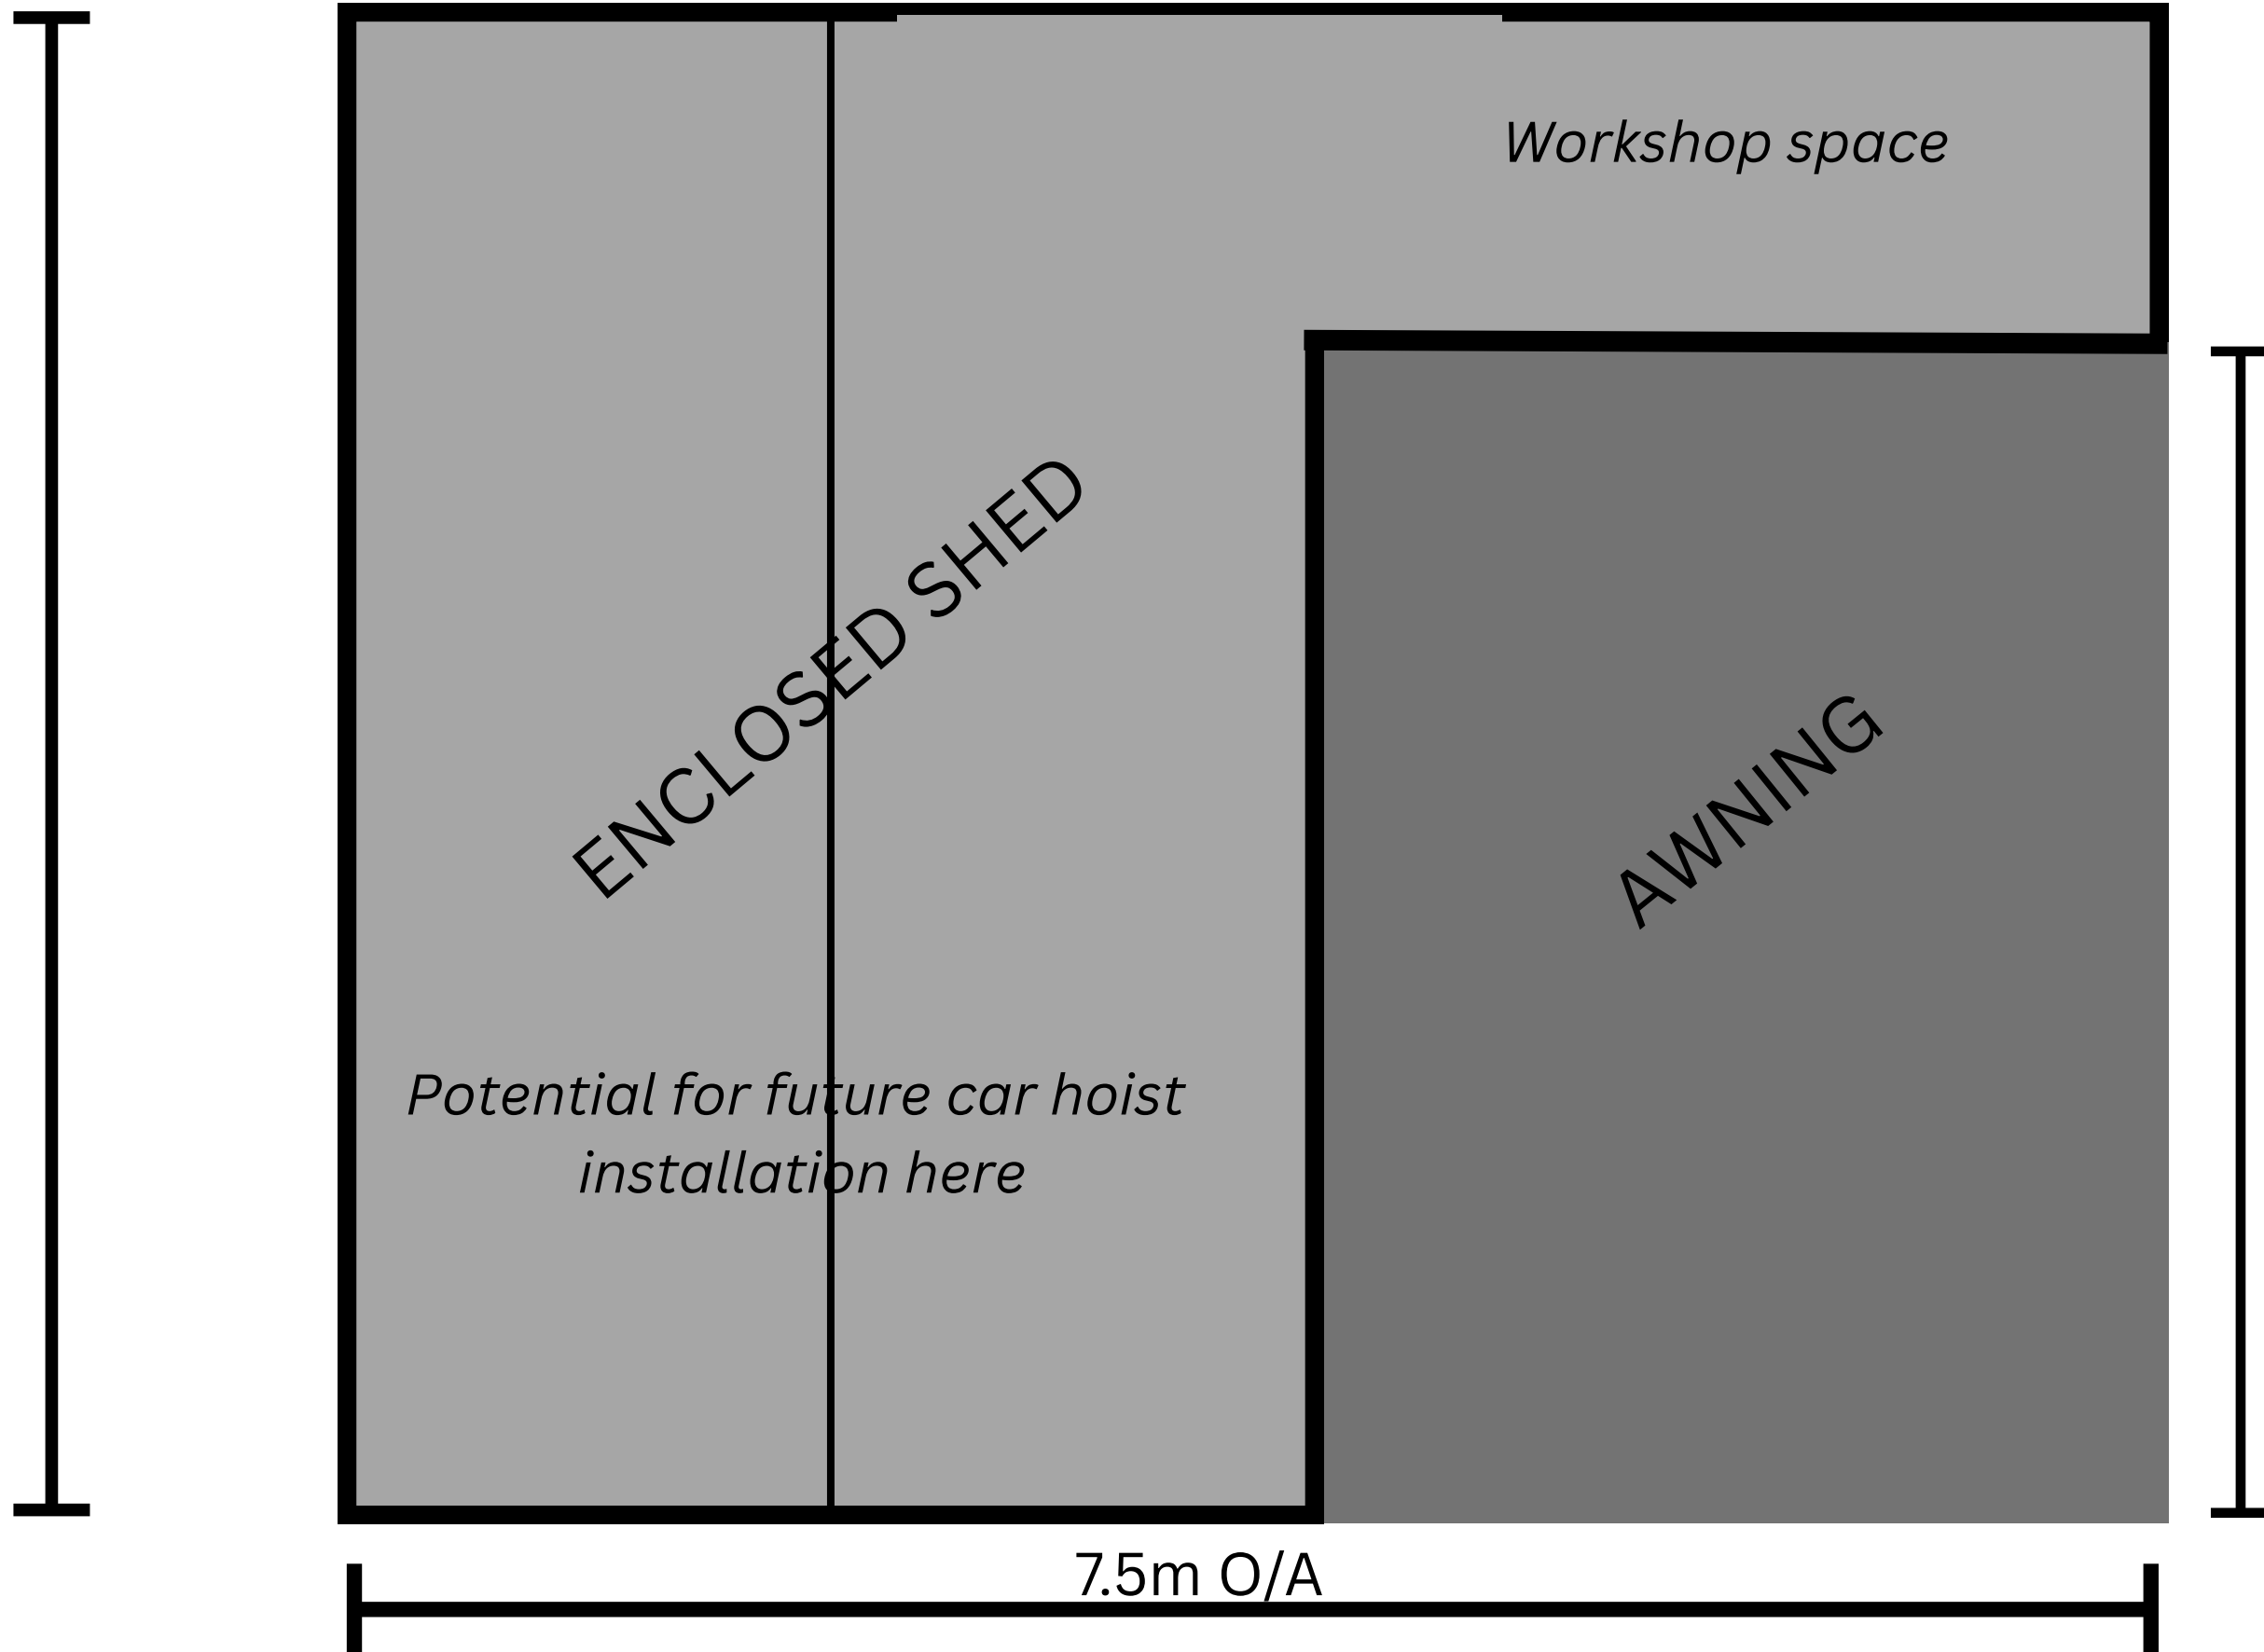 Workshop space
ENCLOSED SHED
AWNING
Potential for future car hoist
installation here
7.5m O/A